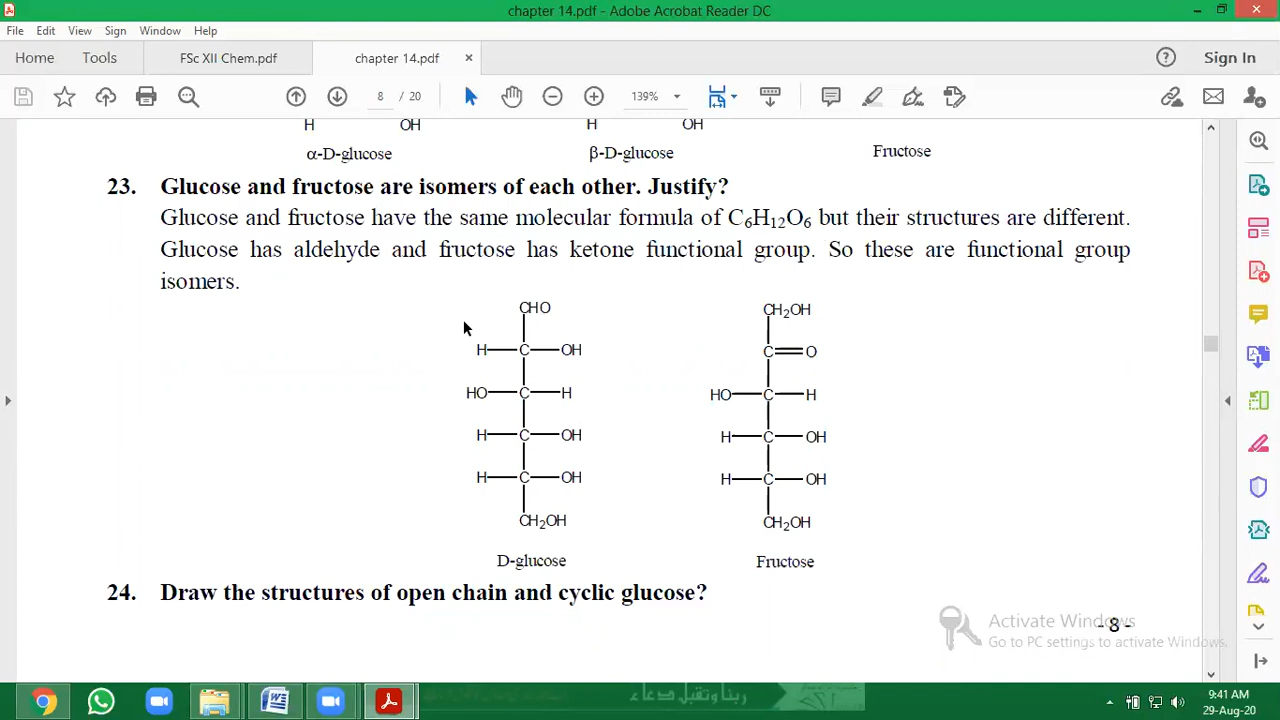 chapter 14.pdf - Adobe Acrobat Reader DC
File Edit View Sign Window Help
Home Tools FSc XII Chem.pdf chapter 14.pdf × Sign In
8 / 20 139%
H OH H OH
α-D-glucose β-D-glucose Fructose
23. Glucose and fructose are isomers of each other. Justify?
Glucose and fructose have the same molecular formula of C₆H₁₂O₆ but their structures are different.
Glucose has aldehyde and fructose has ketone functional group. So these are functional group
isomers.
CHO CH₂OH
H C OH C O
HO C H HO C H
H C OH H C OH
H C OH H C OH
CH₂OH CH₂OH
D-glucose Fructose
24. Draw the structures of open chain and cyclic glucose?
Activate Windows
- 8 -
Go to PC settings to activate Windows.
ربنا وتقبل دعاء
9:41 AM
29-Aug-20